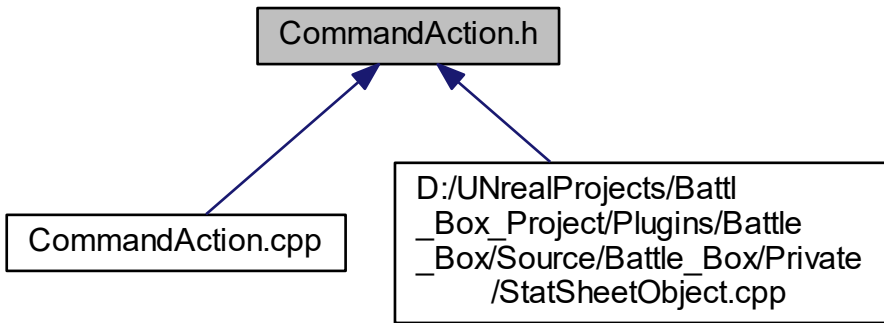 CommandAction.h
CommandAction.cpp
D:/UNrealProjects/Battl
_Box_Project/Plugins/Battle
_Box/Source/Battle_Box/Private
/StatSheetObject.cpp